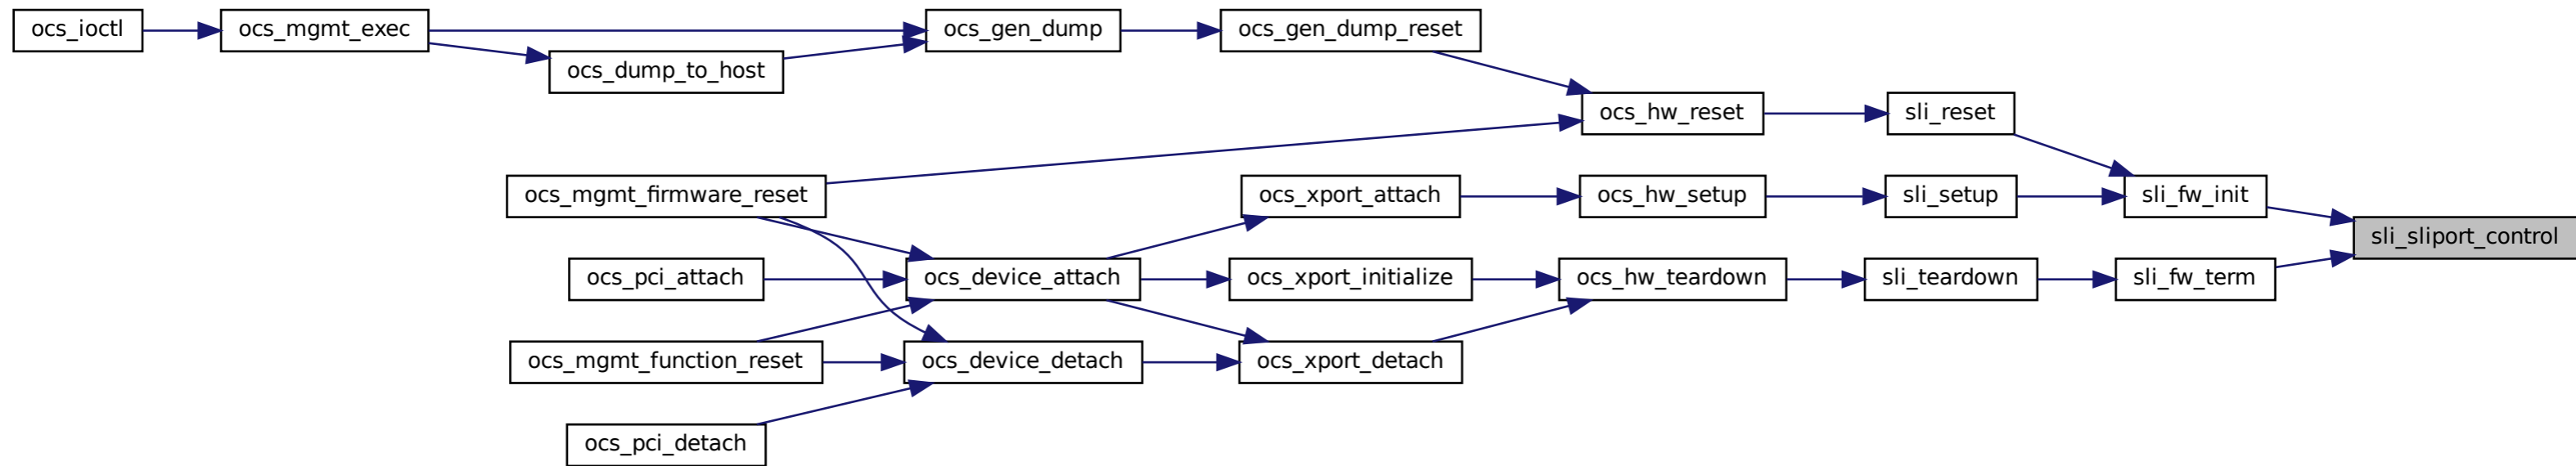 ocs_ioctl
ocs_mgmt_exec
ocs_gen_dump
ocs_gen_dump_reset
ocs_dump_to_host
ocs_hw_reset
sli_reset
ocs_mgmt_firmware_reset
ocs_xport_attach
ocs_hw_setup
sli_setup
sli_fw_init
sli_sliport_control
ocs_pci_attach
ocs_device_attach
ocs_xport_initialize
ocs_hw_teardown
sli_teardown
sli_fw_term
ocs_mgmt_function_reset
ocs_device_detach
ocs_xport_detach
ocs_pci_detach